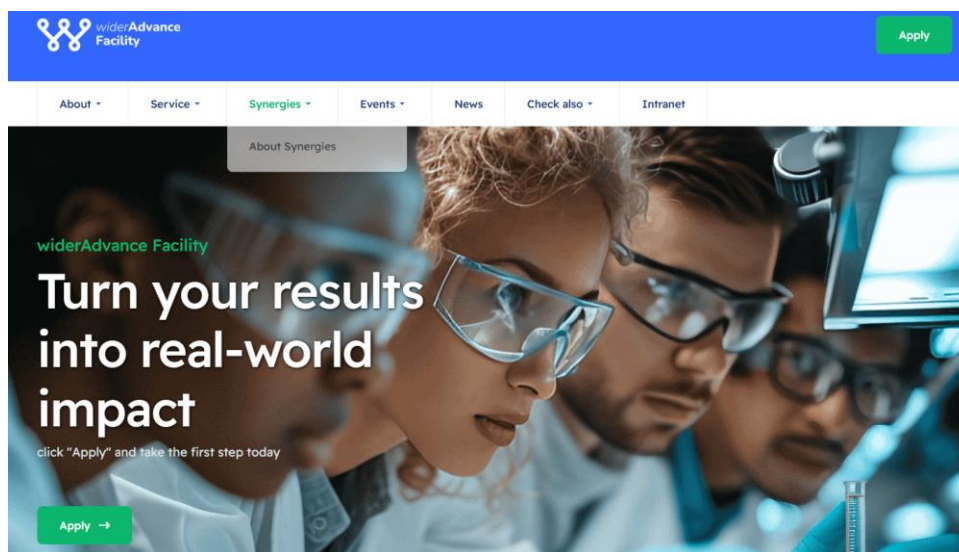 widerAdvance
Facility
Apply
About
Service
Synergies
Events
News
Check also
Intranet
About Synergies
widerAdvance Facility
Turn your results
into real-world
impact
click "Apply" and take the first step today
Apply →